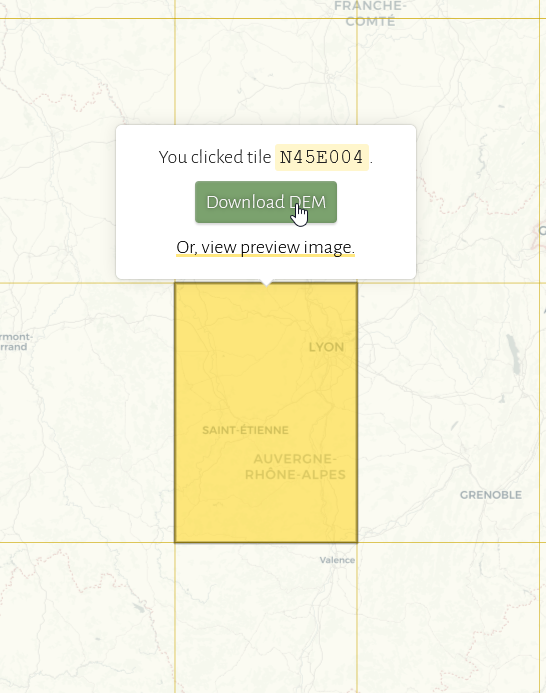 FRANCHE-
COMTÉ
You clicked tile N45E004.
Download DEM
Or, view preview image.
rmont-
rrand
LYON
SAINT-ÉTIENNE
AUVERGNE-
RHÔNE-ALPES
GRENOBLE
Valence